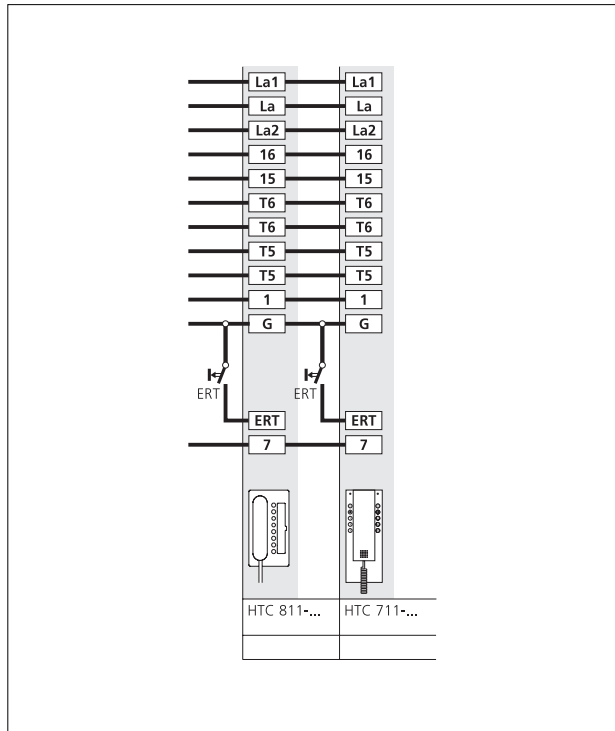 La1 La1
La La
La2 La2
16 16
15 15
T6 T6
T6 T6
T5 T5
T5 T5
1 1
G G
ERT ERT
ERT ERT
7 7
HTC 811-... HTC 711-...